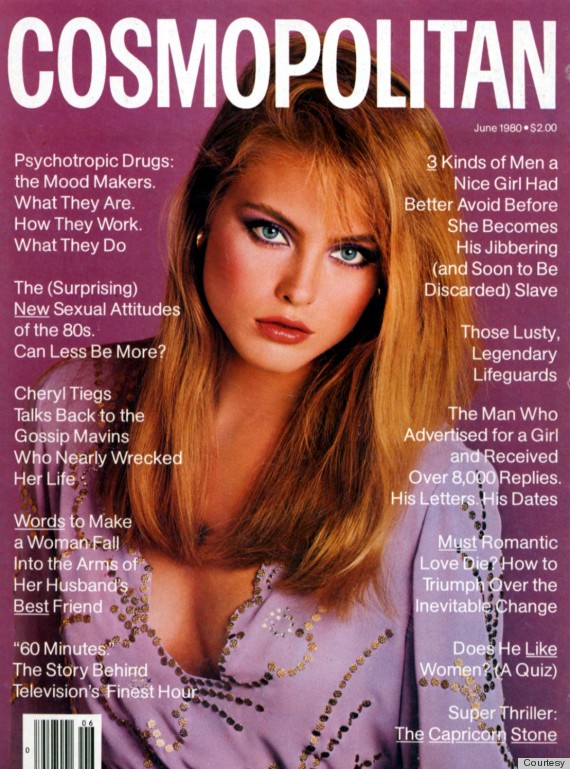 COSMOPOLITAN
June 1980 • $2.00
Psychotropic Drugs:
the Mood Makers.
What They Are.
How They Work.
What They Do
The (Surprising)
New Sexual Attitudes
of the 80s.
Can Less Be More?
Cheryl Tiegs
Talks Back to the
Gossip Mavins
Who Nearly Wrecked
Her Life
Words to Make
a Woman Fall
Into the Arms of
Her Husband's
Best Friend
“60 Minutes.”
The Story Behind
Television's Finest Hour
3 Kinds of Men a
Nice Girl Had
Better Avoid Before
She Becomes
His Jibbering
(and Soon to Be
Discarded) Slave
Those Lusty,
Legendary
Lifeguards
The Man Who
Advertised for a Girl
and Received
Over 8,000 Replies.
His Letters. His Dates
Must Romantic
Love Die? How to
Triumph Over the
Inevitable Change
Does He Like
Women? (A Quiz)
Super Thriller:
The Capricorn Stone
06
0
Courtesy